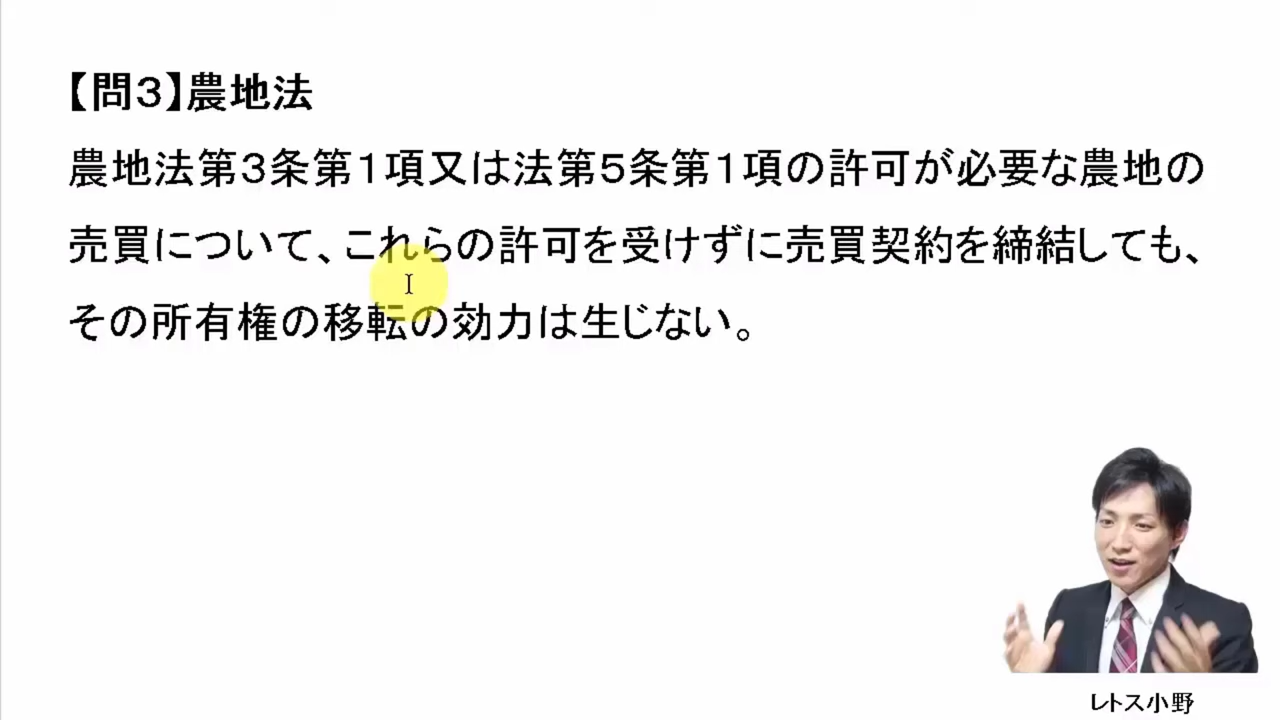 【問３】農地法
農地法第３条第１項又は法第５条第１項の許可が必要な農地の
売買について、これらの許可を受けずに売買契約を締結しても、
その所有権の移転の効力は生じない。
レトス小野